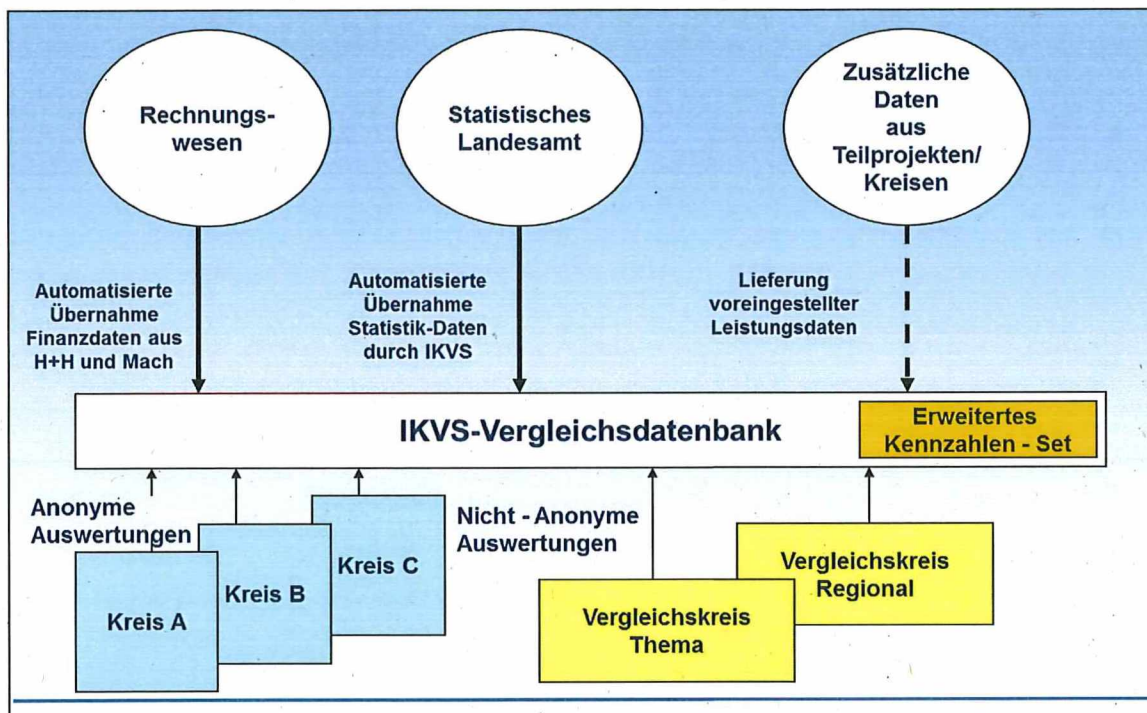 Rechnungs-
wesen
Statistisches
Landesamt
Zusätzliche
Daten
aus
Teilprojekten/
Kreisen
Automatisierte
Übernahme
Finanzdaten aus
H+H und Mach
Automatisierte
Übernahme
Statistik-Daten
durch IKVS
Lieferung
voreingestellter
Leistungsdaten
IKVS-Vergleichsdatenbank
Erweitertes
Kennzahlen - Set
Anonyme
Auswertungen
Kreis A
Kreis B
Kreis C
Nicht - Anonyme
Auswertungen
Vergleichskreis
Thema
Vergleichskreis
Regional